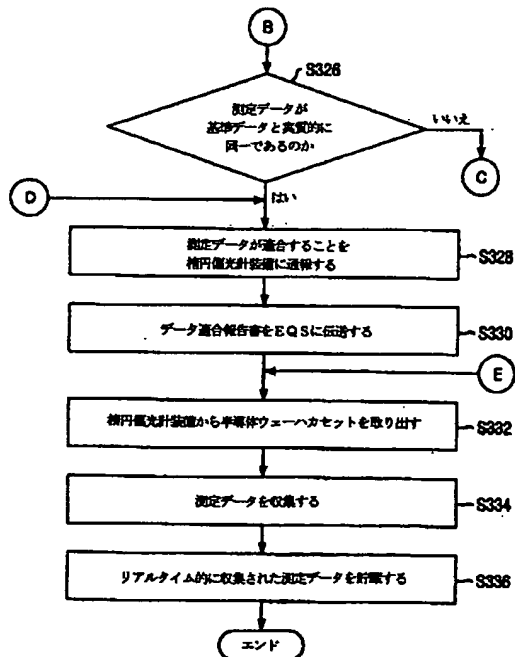 B
S326
測定データが
基準データと実質的に
同一であるのか
いいえ
C
D
はい
測定データが適合することを
楕円偏光計装置に通報する
S328
データ適合報告書をEQSに伝送する
S330
E
楕円偏光計装置から半導体ウェーハカセットを取り出す
S332
測定データを収集する
S334
リアルタイム的に収集された測定データを貯蔵する
S336
エンド